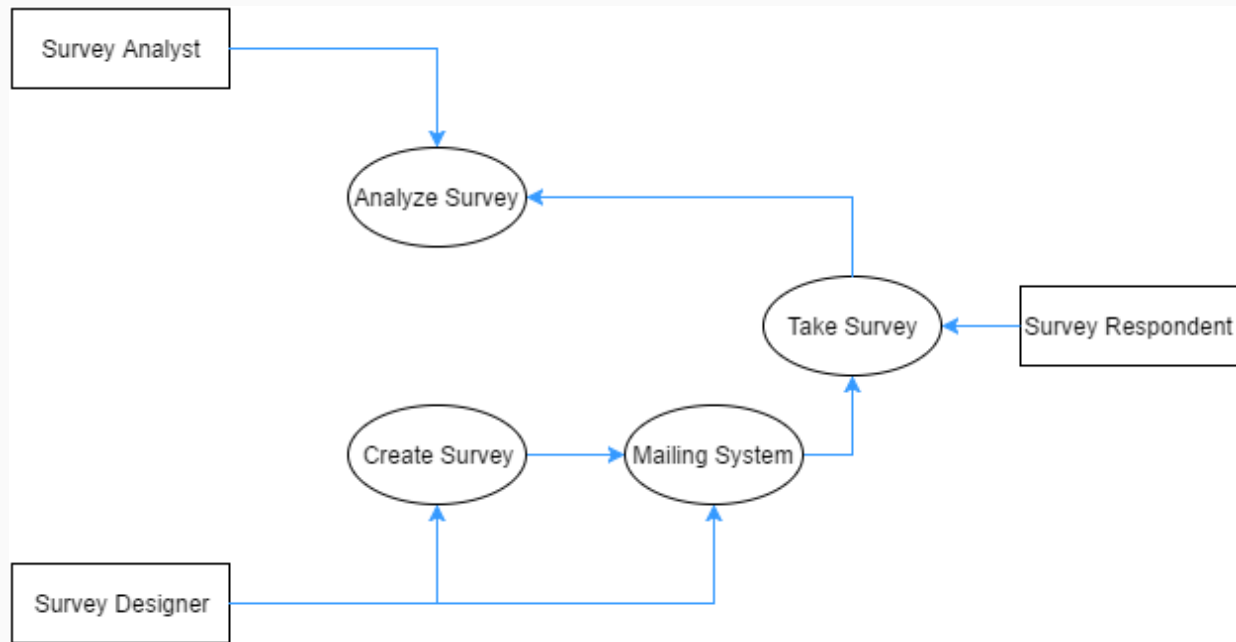 Survey Analyst
Analyze Survey
Take Survey
Survey Respondent
Create Survey
Mailing System
Survey Designer